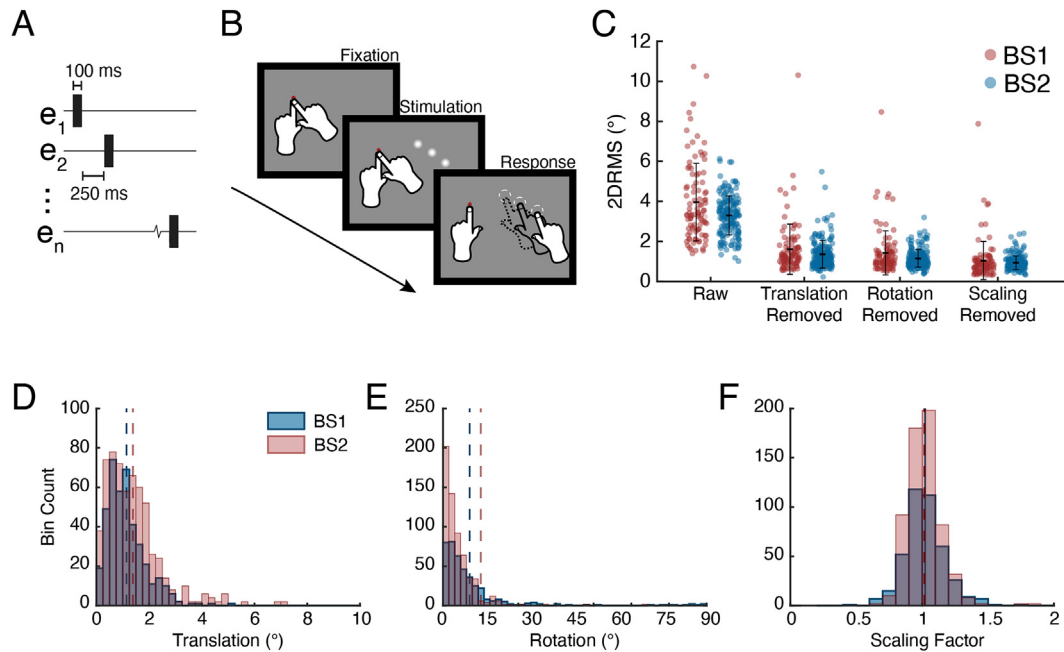 A
100 ms
e1
e2
250 ms
en
B
Fixation
Stimulation
Response
C
12
10
8
6
4
2
0
2DRMS (°)
BS1
BS2
Raw
Translation Removed
Rotation Removed
Scaling Removed
D
100
80
60
40
20
0
Bin Count
BS1
BS2
0 2 4 6 8 10
Translation (°)
E
250
200
150
100
50
0
0 15 30 45 60 75 90
Rotation (°)
F
200
150
100
50
0
0 0.5 1 1.5 2
Scaling Factor